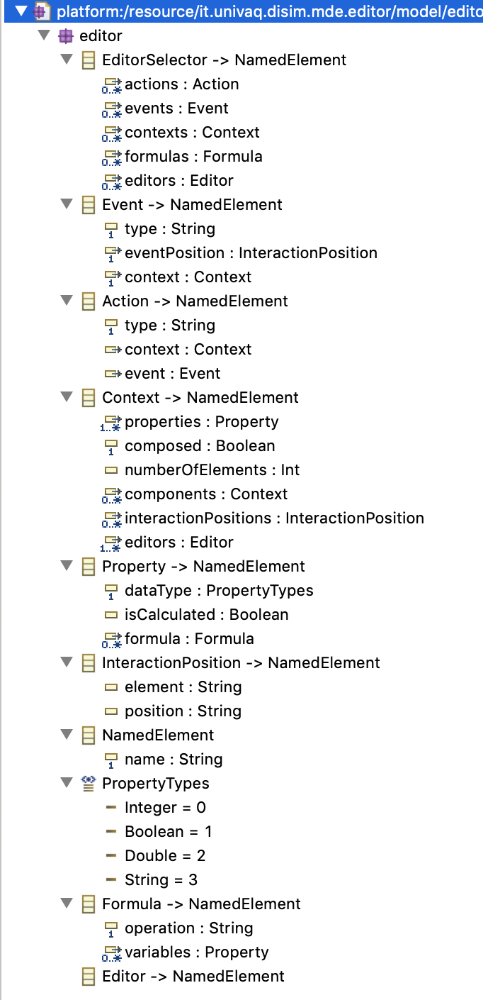 platform:/resource/it.univaq.disim.mde.editor/model/edito
editor
EditorSelector -> NamedElement
0..* actions : Action
0..* events : Event
0..* contexts : Context
0..* formulas : Formula
0..* editors : Editor
Event -> NamedElement
1 type : String
1 eventPosition : InteractionPosition
1 context : Context
Action -> NamedElement
1 type : String
context : Context
event : Event
Context -> NamedElement
1..* properties : Property
1 composed : Boolean
numberOfElements : Int
0..* components : Context
0..* interactionPositions : InteractionPosition
1..* editors : Editor
Property -> NamedElement
1 dataType : PropertyTypes
isCalculated : Boolean
0..* formula : Formula
InteractionPosition -> NamedElement
element : String
position : String
NamedElement
1 name : String
PropertyTypes
Integer = 0
Boolean = 1
Double = 2
String = 3
Formula -> NamedElement
1 operation : String
0..* variables : Property
Editor -> NamedElement